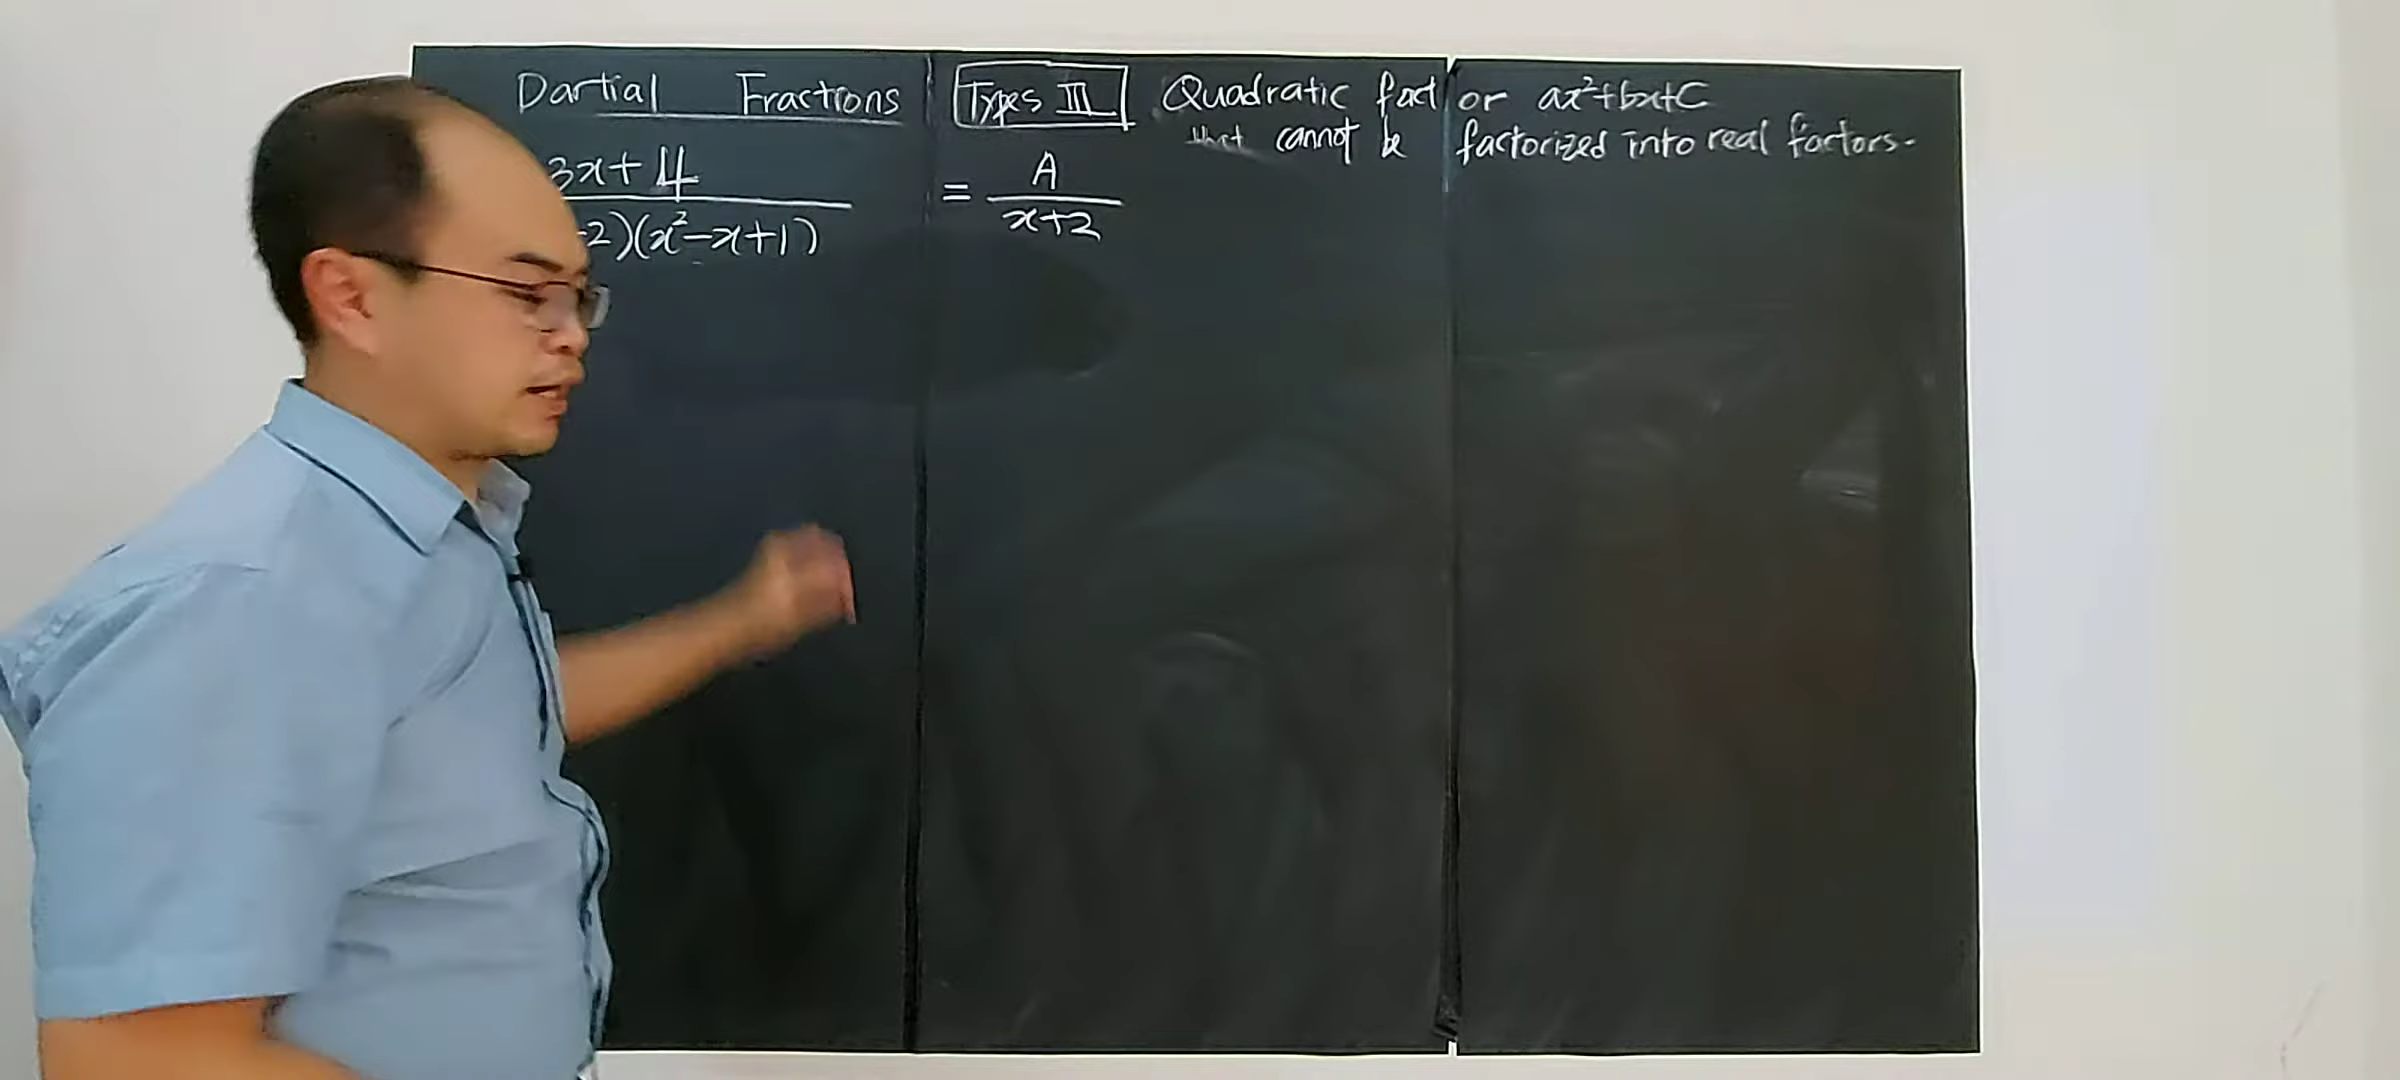 Partial Fractions Types III Quadratic factor ax²+bx+C
that cannot be factorized into real factors.
3x+4 = A
-2)(x²-x+1) x+2